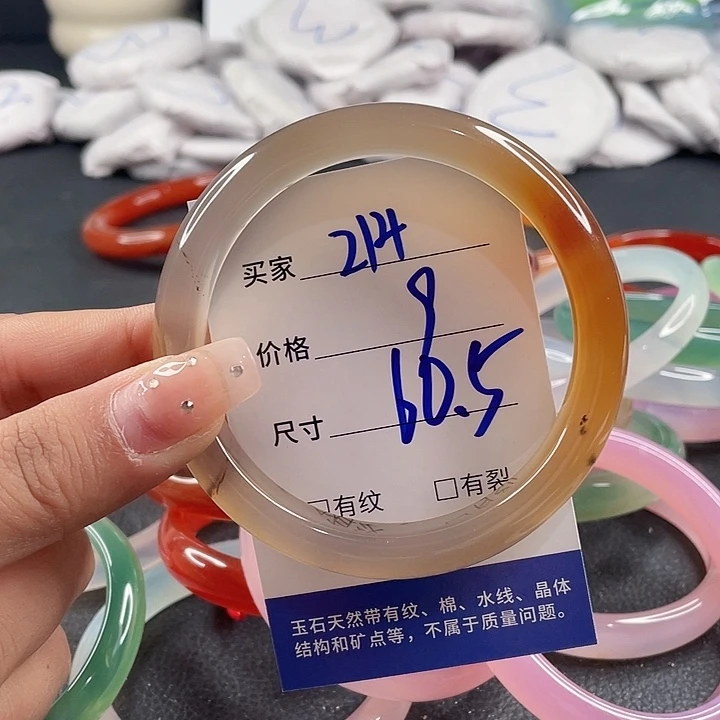 买家 214
价格 9
尺寸 60.5
□有纹 □有裂
玉石天然带有纹、棉、水线、晶体
结构和矿点等，不属于质量问题。